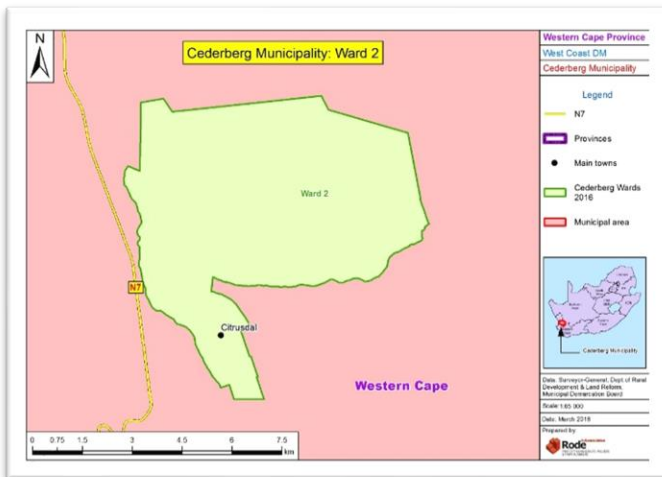 N
Cederberg Municipality: Ward 2
Ward 2
N7
Citrusdal
Western Cape
0 0.75 1.5 3 4.5 6 7.5
km
Western Cape Province
West Coast DM
Cederberg Municipality
Legend
N7
Provinces
Main towns
Cederberg Wards
2016
Municipal area
Cederberg Municipality
Data: Surveyor-General, Dept of Rural
Development & Land Reform,
Municipal Demarcation Board
Scale 1:65 000
Date: March 2018
Prepared by
Rode